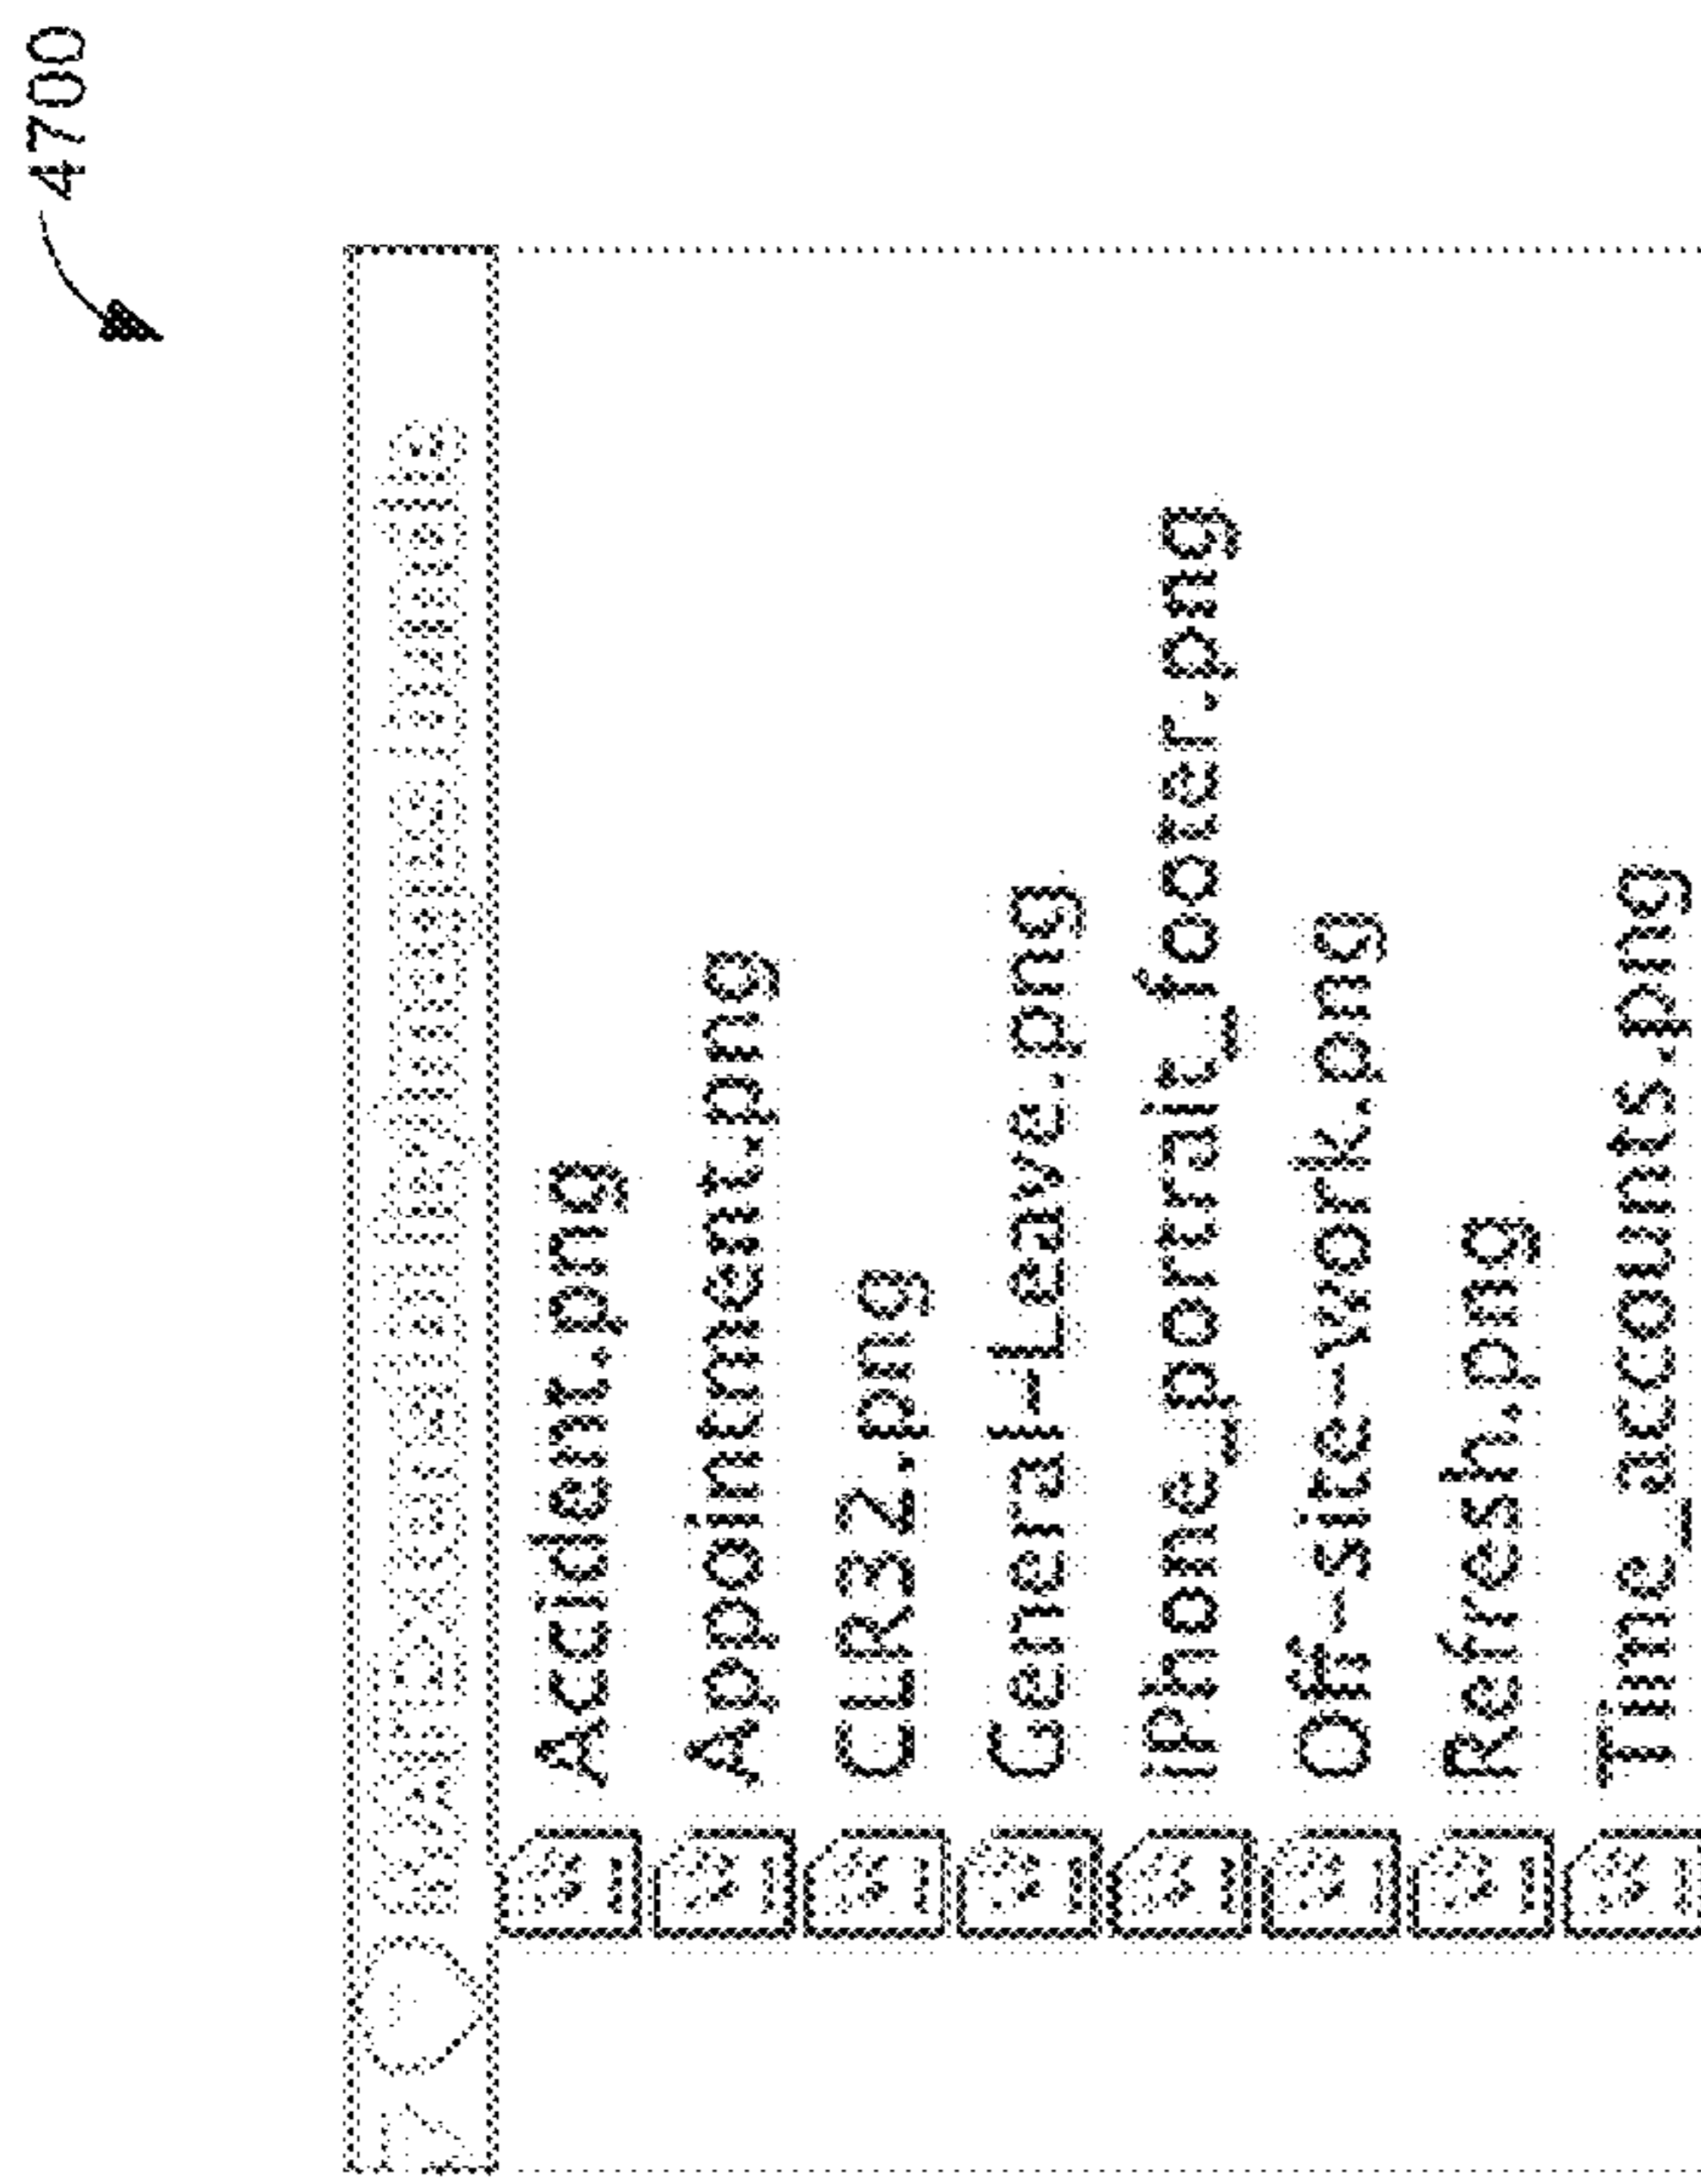 4700
Accident.png
Appointment.png
CLR32.png
General-Leave.png
iPhone_portrait_footer.png
Off-site-work.png
Refresh.png
Time_accounts.png